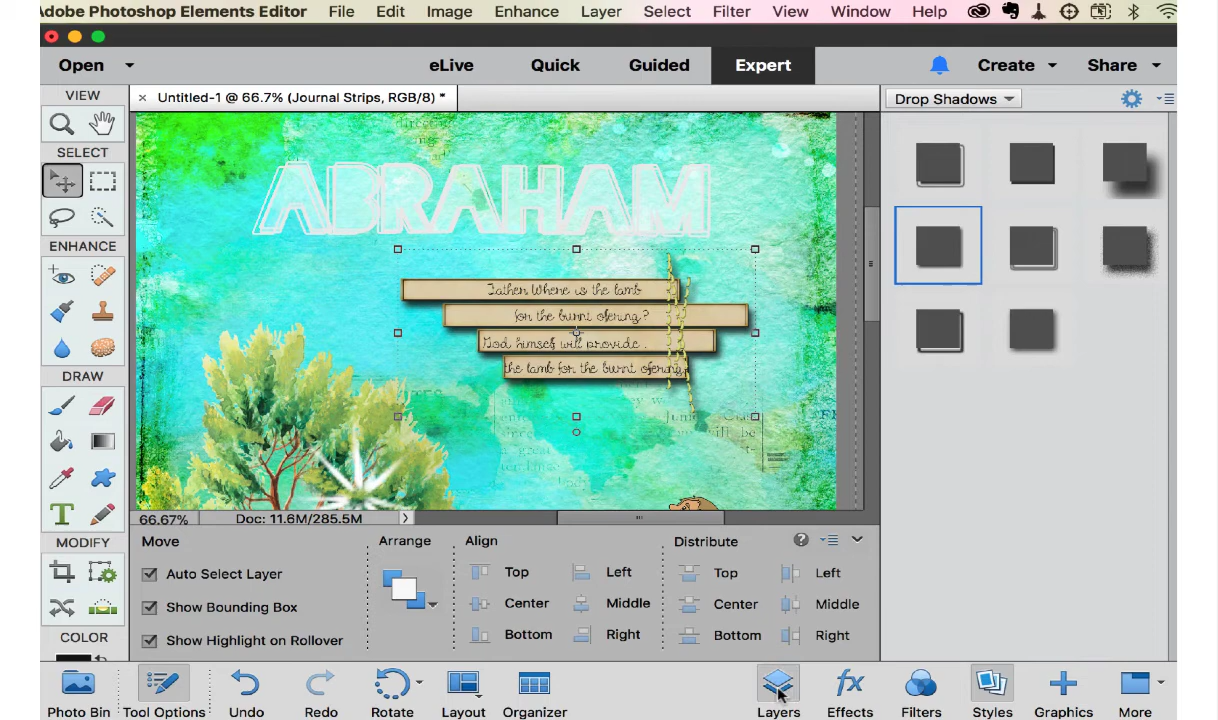 Adobe Photoshop Elements Editor File Edit Image Enhance Layer Select Filter View Window Help
Open eLive Quick Guided Expert Create Share
VIEW
× Untitled-1 @ 66.7% (Journal Strips, RGB/8) *
Drop Shadows
SELECT
ENHANCE
DRAW
MODIFY
COLOR
ABRAHAM
Father Where is the lamb
for the burnt ofering?
God himself will provide .
the lamb for the burnt ofering,
will be
66.67% Doc: 11.6M/285.5M
Move Arrange Align Distribute
Auto Select Layer Top Left Top Left
Show Bounding Box Center Middle Center Middle
Show Highlight on Rollover Bottom Right Bottom Right
Photo Bin Tool Options Undo Redo Rotate Layout Organizer Layers Effects Filters Styles Graphics More